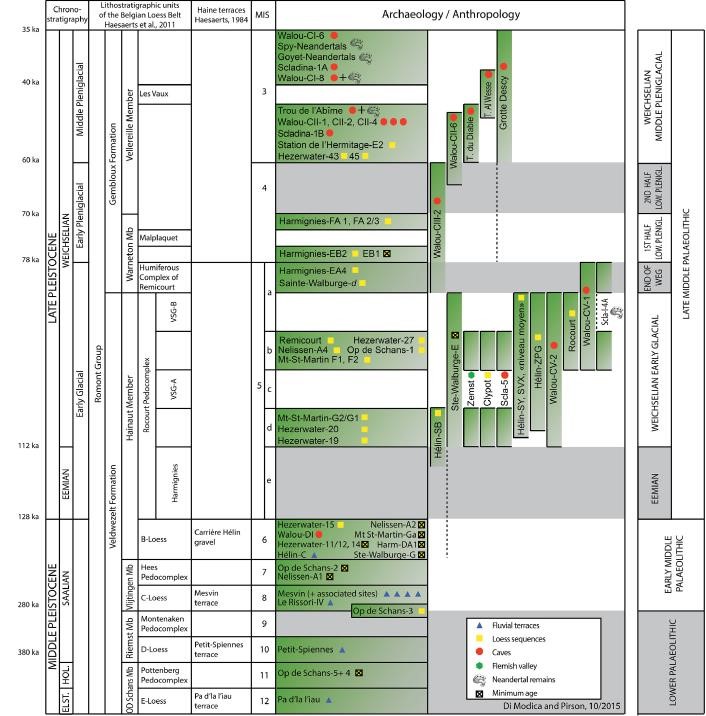 Chrono-
stratigraphy
Lithostratigraphic units
of the Belgian Loess Belt
Haesaerts et al., 2011
Haine terraces
Haesaerts, 1984
MIS
Archaeology / Anthropology
35 ka
40 ka
60 ka
70 ka
78 ka
112 ka
128 ka
280 ka
380 ka
LATE PLEISTOCENE
MIDDLE PLEISTOCENE
WEICHSELIAN
EEMIAN
SAALIAN
HOL.
ELST.
Middle Pleniglacial
Early Pleniglacial
Early Glacial
Gembloux Formation
Romont Group
Veldwezelt Formation
Vellereille Member
Warneton Mb
Hainaut Member
Vlijtingen Mb
Riemst Mb
OD Schans Mb
Les Vaux
Malplaquet
Humiferous
Complex of
Remicourt
Rocourt Pedocomplex
VSG-B
VSG-A
Harmignies
B-Loess
Hees
Pedocomplex
C-Loess
Montenaken
Pedocomplex
D-Loess
Pottenberg
Pedocomplex
E-Loess
Carrière Hélin
gravel
Mesvin
terrace
Petit-Spiennes
terrace
Pa d'la l'iau
terrace
3
4
5
a
b
c
d
e
6
7
8
9
10
11
12
Walou-CI-6
Spy-Neandertals
Goyet-Neandertals
Scladina-1A
Walou-CI-8 +
Trou de l'Abîme +
Walou-CII-1, CII-2, CII-4
Scladina-1B
Station de l'Hermitage-E2
Hezerwater-43 45
Harmignies-FA 1, FA 2/3
Harmignies-EB2 EB1
Harmignies-EA4
Sainte-Walburge-d
Remicourt Hezerwater-27
Nelissen-A4 Op de Schans-1
Mt-St-Martin F1, F2
Mt-St-Martin-G2/G1
Hezerwater-20
Hezerwater-19
Hezerwater-15 Nelissen-A2
Walou-DI Mt St-Martin-Ga
Hezerwater-11/12, 14 Harm-DA1
Hélin-C Ste-Walburge-G
Op de Schans-2
Nelissen-A1
Mesvin (+ associated sites)
Le Rissori-IV
Op de Schans-3
Petit-Spiennes
Op de Schans-5+ 4
Pa d'la l'iau
Walou-CIII-2
Walou-CII-6
T. du Diable
T. Al'Wesse
Grotte Descy
Hélin-SB
Ste-Walburge-E
Zemst
Clypot
Scla-5
Hélin-SY, SVX, «niveau moyen»
Hélin-ZPG
Walou-CV-2
Rocourt
Walou-CV-1
Scla-I-4A
Fluvial terraces
Loess sequences
Caves
Flemish valley
Neandertal remains
Minimum age
Di Modica and Pirson, 10/2015
WEICHSELIAN
MIDDLE PLENIGLACIAL
2ND HALF
LOW. PLENIGL.
1ST HALF
LOW. PLENIGL.
END OF
WEG
WEICHSELIAN EARLY GLACIAL
EEMIAN
LATE MIDDLE PALAEOLITHIC
EARLY MIDDLE
PALAEOLITHIC
LOWER PALAEOLITHIC